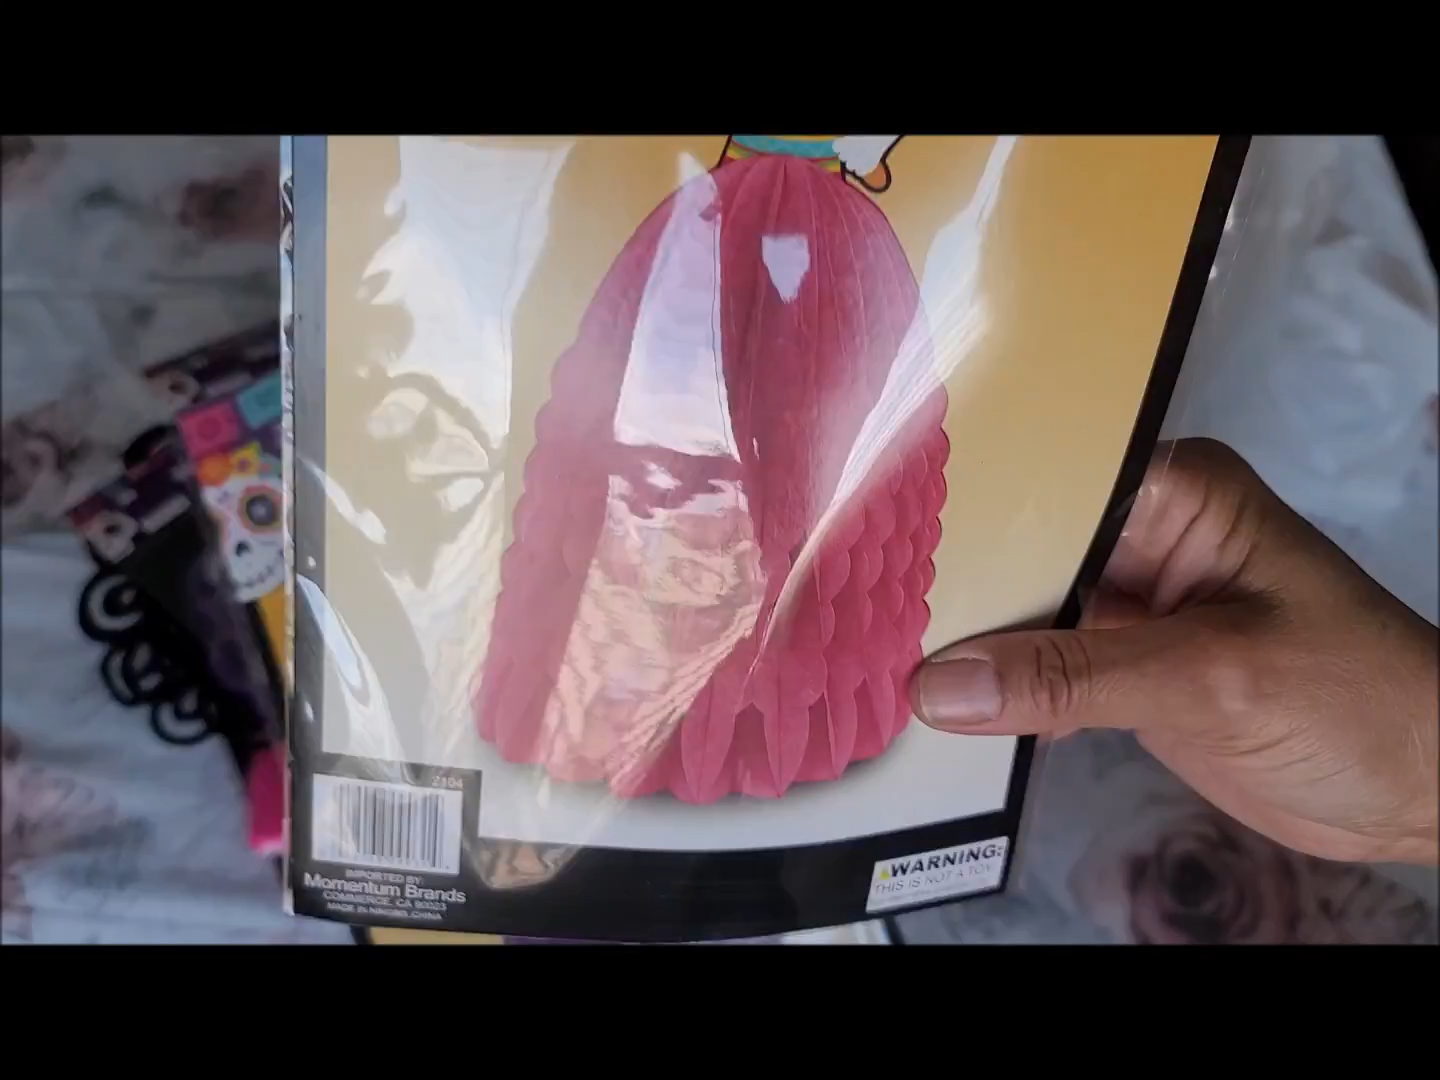 2104
IMPORTED BY:
Momentum Brands
COMMERCE, CA 90023
MADE IN NINGBO, CHINA
WARNING:
THIS IS NOT A TOY